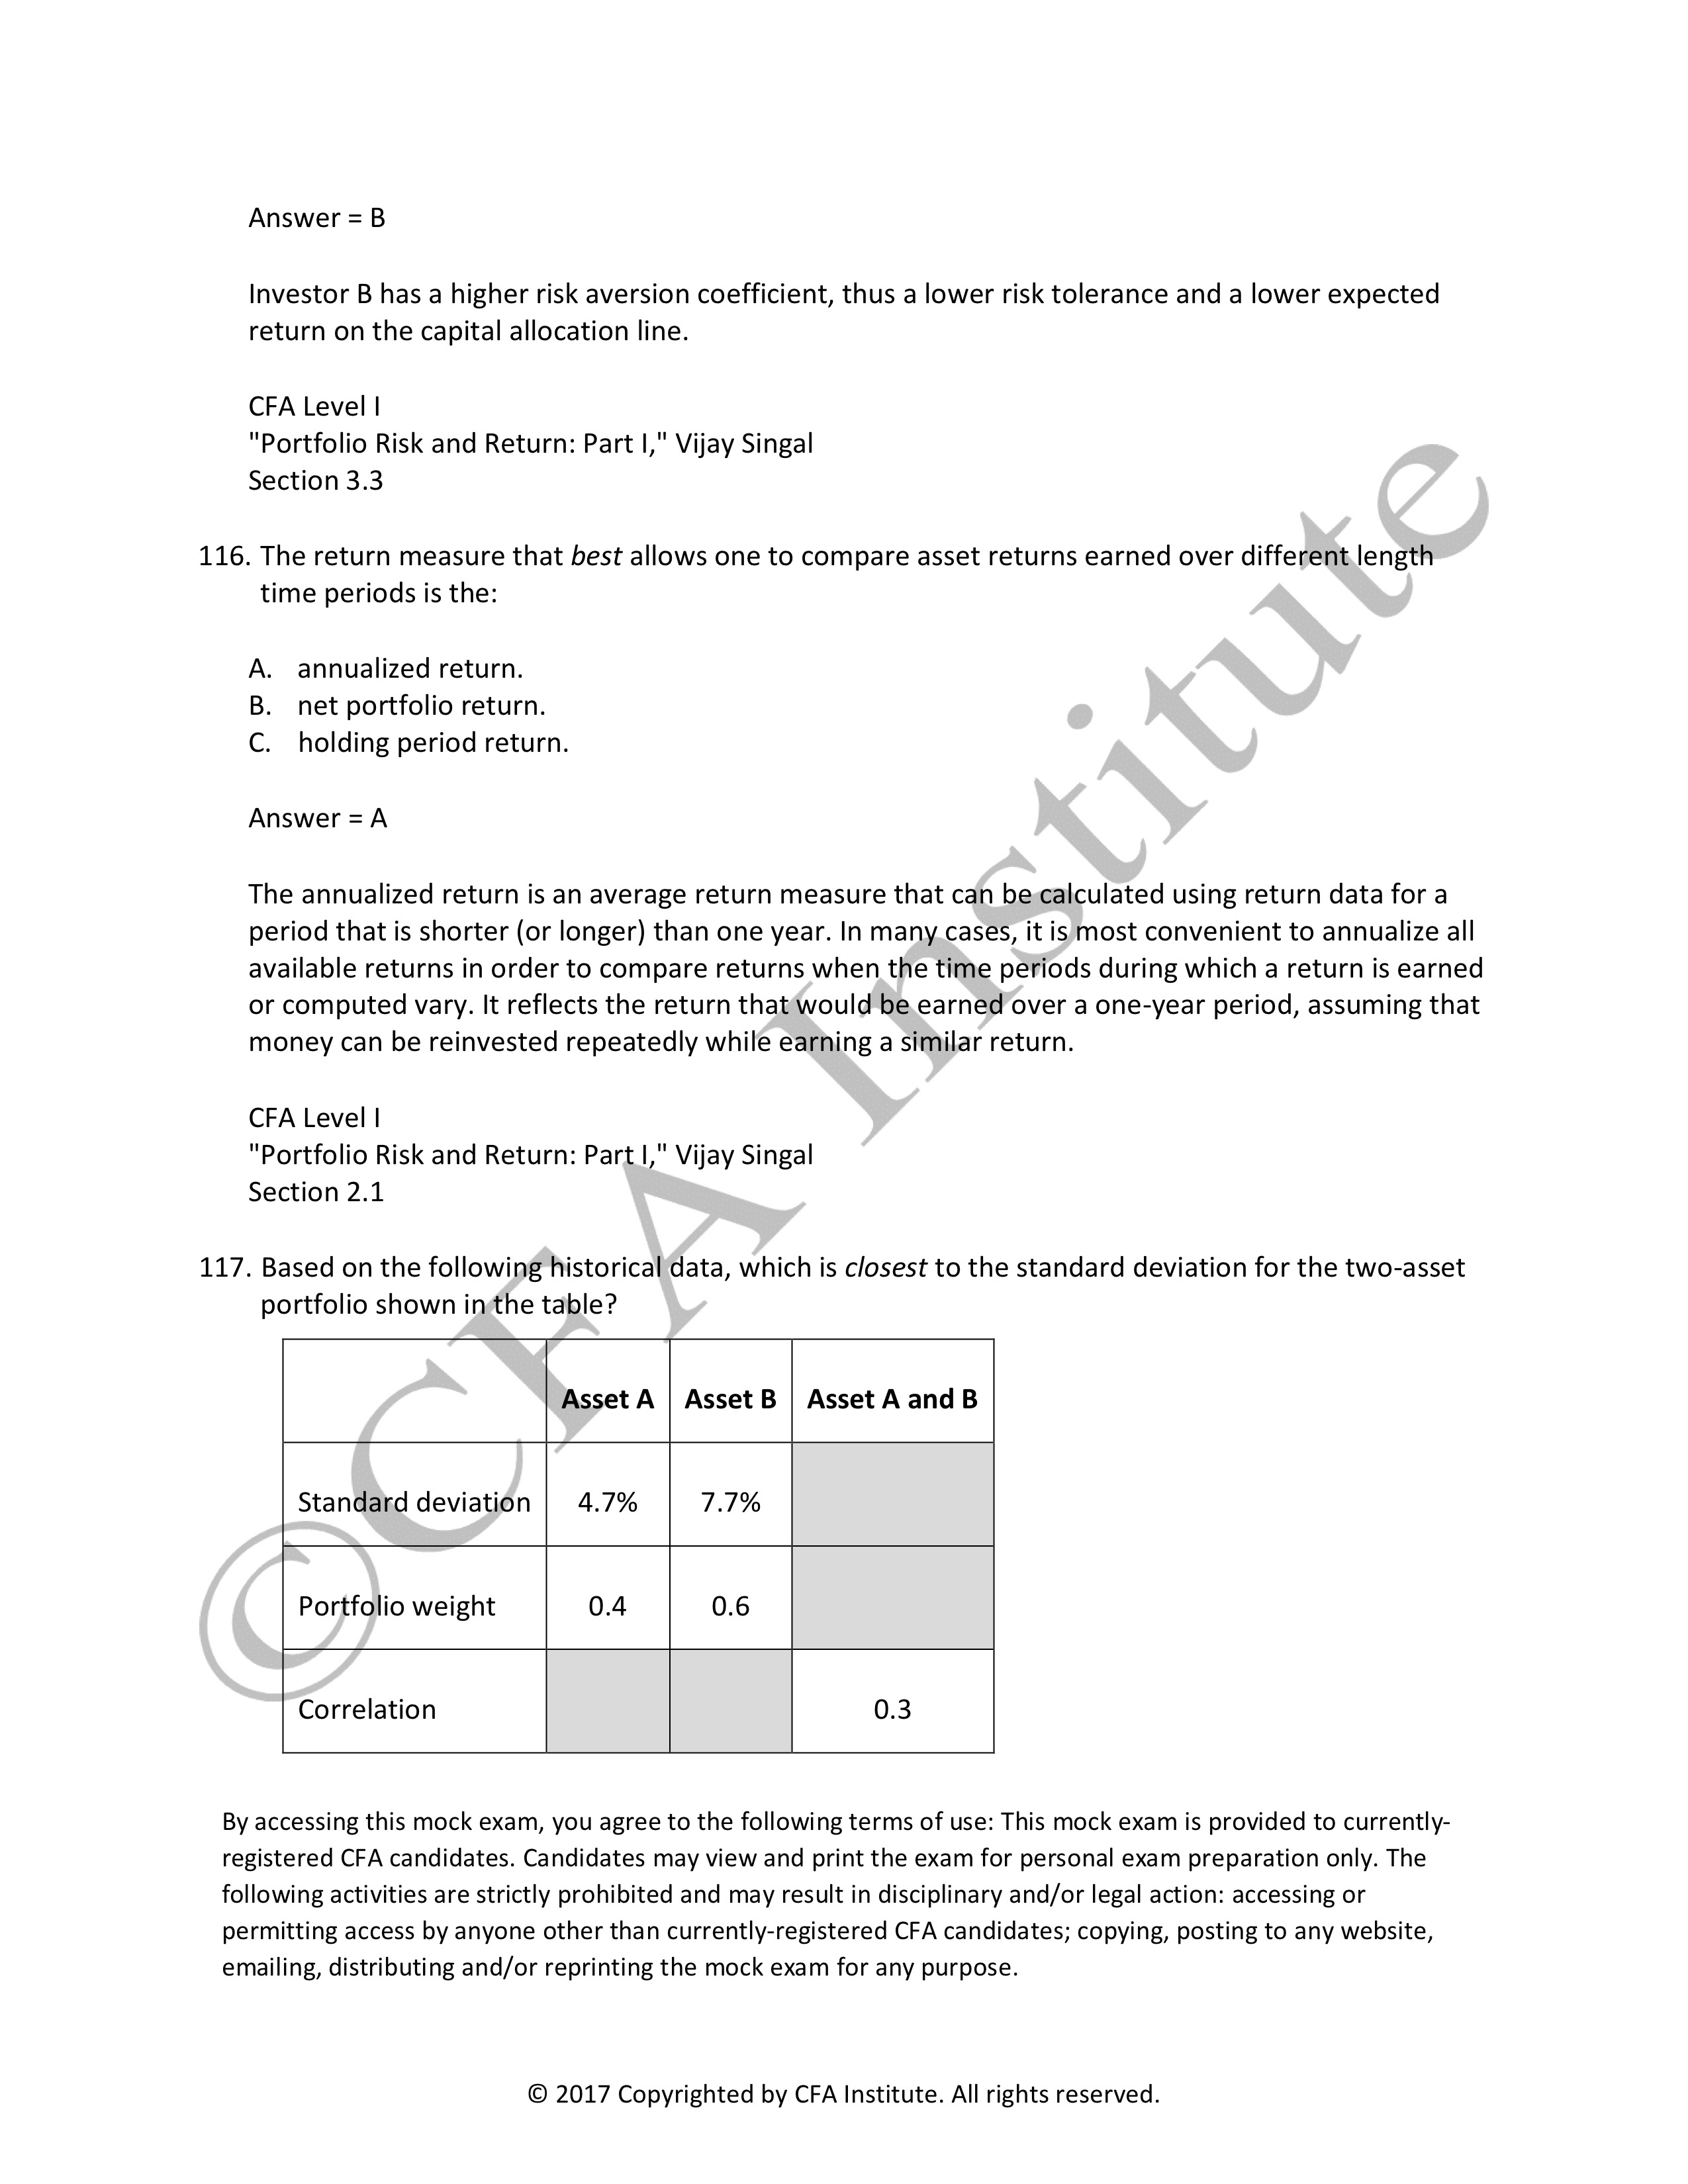 Answer = B
Investor B has a higher risk aversion coefficient, thus a lower risk tolerance and a lower expected
return on the capital allocation line.
CFA Level I
"Portfolio Risk and Return: Part I," Vijay Singal
Section 3.3
116. The return measure that best allows one to compare asset returns earned over different length
time periods is the:
A. annualized return.
B. net portfolio return.
C. holding period return.
Answer = A
The annualized return is an average return measure that can be calculated using return data for a
period that is shorter (or longer) than one year. In many cases, it is most convenient to annualize all
available returns in order to compare returns when the time periods during which a return is earned
or computed vary. It reflects the return that would be earned over a one-year period, assuming that
money can be reinvested repeatedly while earning a similar return.
CFA Level I
"Portfolio Risk and Return: Part I," Vijay Singal
Section 2.1
117. Based on the following historical data, which is closest to the standard deviation for the two-asset
portfolio shown in the table?
Asset A Asset B Asset A and B
Standard deviation 4.7% 7.7%
Portfolio weight 0.4 0.6
Correlation 0.3
By accessing this mock exam, you agree to the following terms of use: This mock exam is provided to currently-
registered CFA candidates. Candidates may view and print the exam for personal exam preparation only. The
following activities are strictly prohibited and may result in disciplinary and/or legal action: accessing or
permitting access by anyone other than currently-registered CFA candidates; copying, posting to any website,
emailing, distributing and/or reprinting the mock exam for any purpose.
© 2017 Copyrighted by CFA Institute. All rights reserved.
©CFA Institute